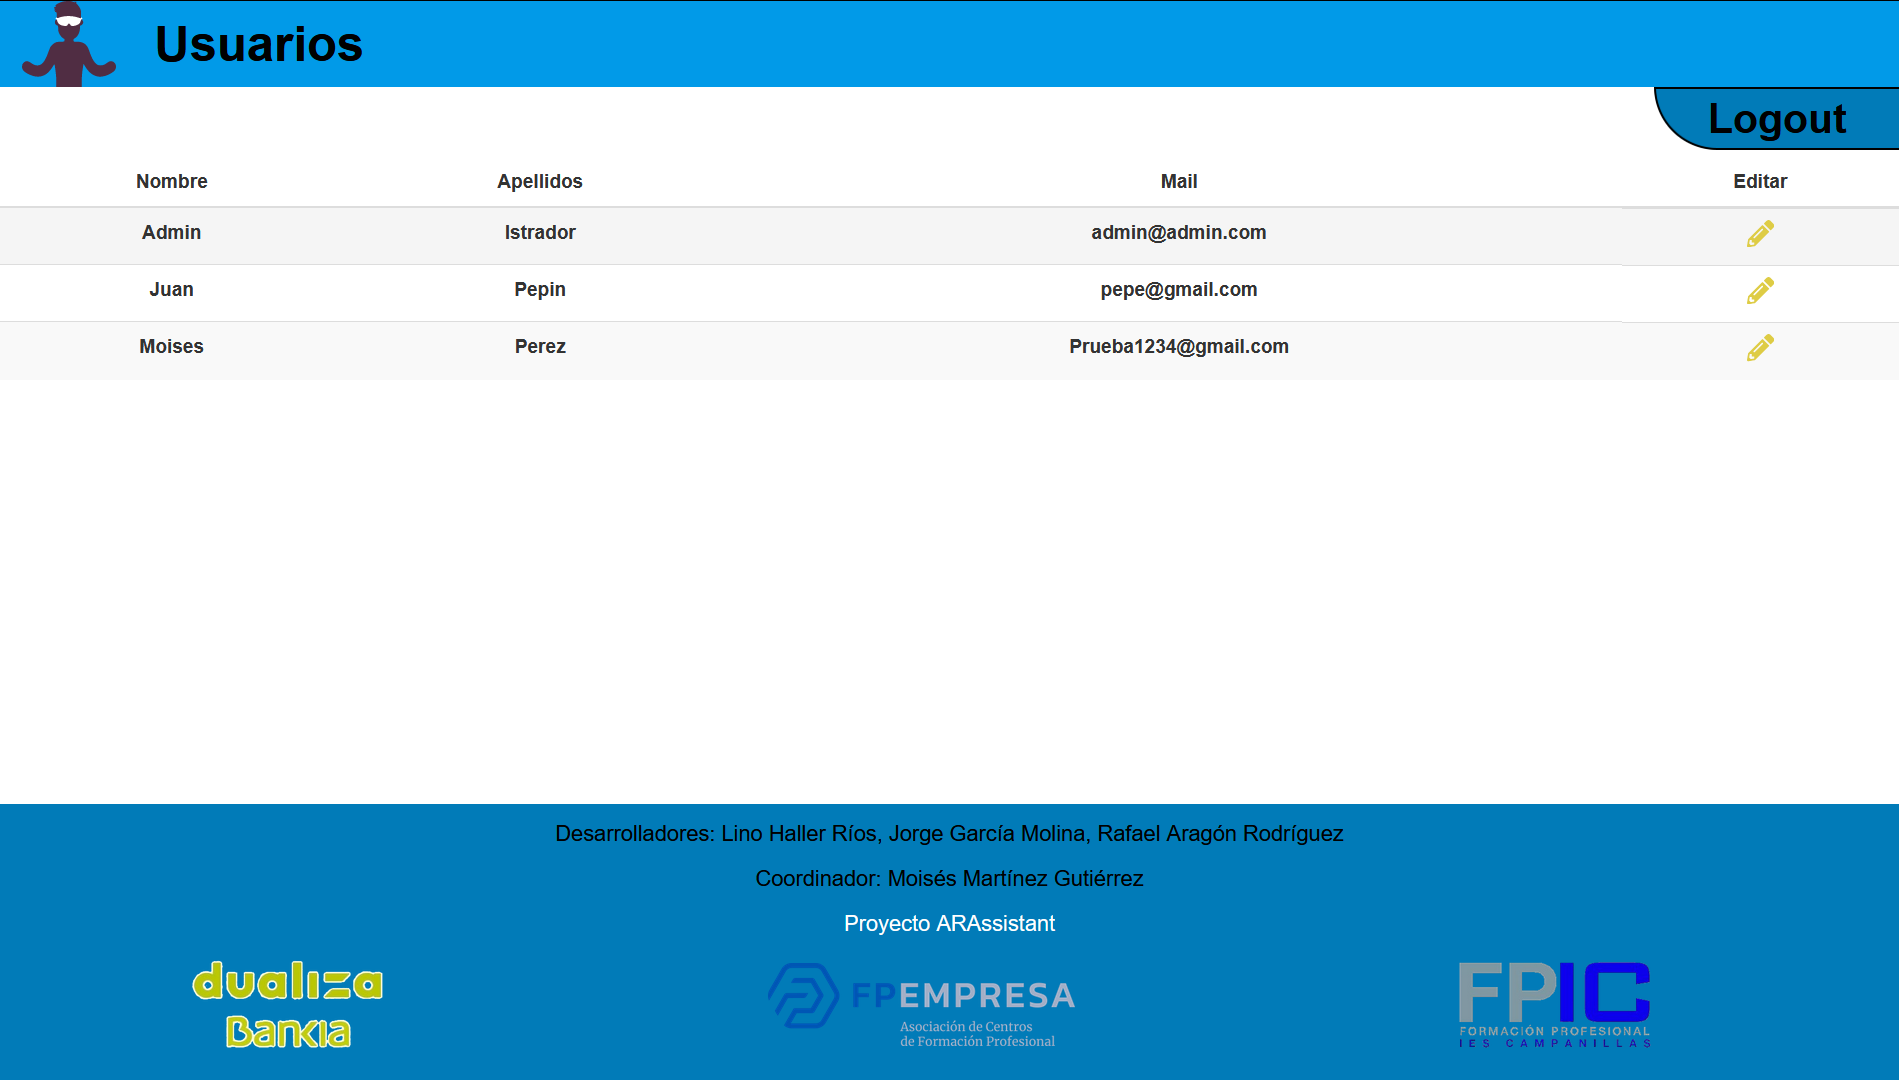 Usuarios
Logout
Nombre Apellidos Mail Editar
Admin Istrador admin@admin.com
Juan Pepin pepe@gmail.com
Moises Perez Prueba1234@gmail.com
Desarrolladores: Lino Haller Ríos, Jorge García Molina, Rafael Aragón Rodríguez
Coordinador: Moisés Martínez Gutiérrez
Proyecto ARAssistant
dualiza
Bankia
FPEMPRESA
Asociación de Centros
de Formación Profesional
FPIC
FORMACIÓN PROFESIONAL
IES CAMPANILLAS